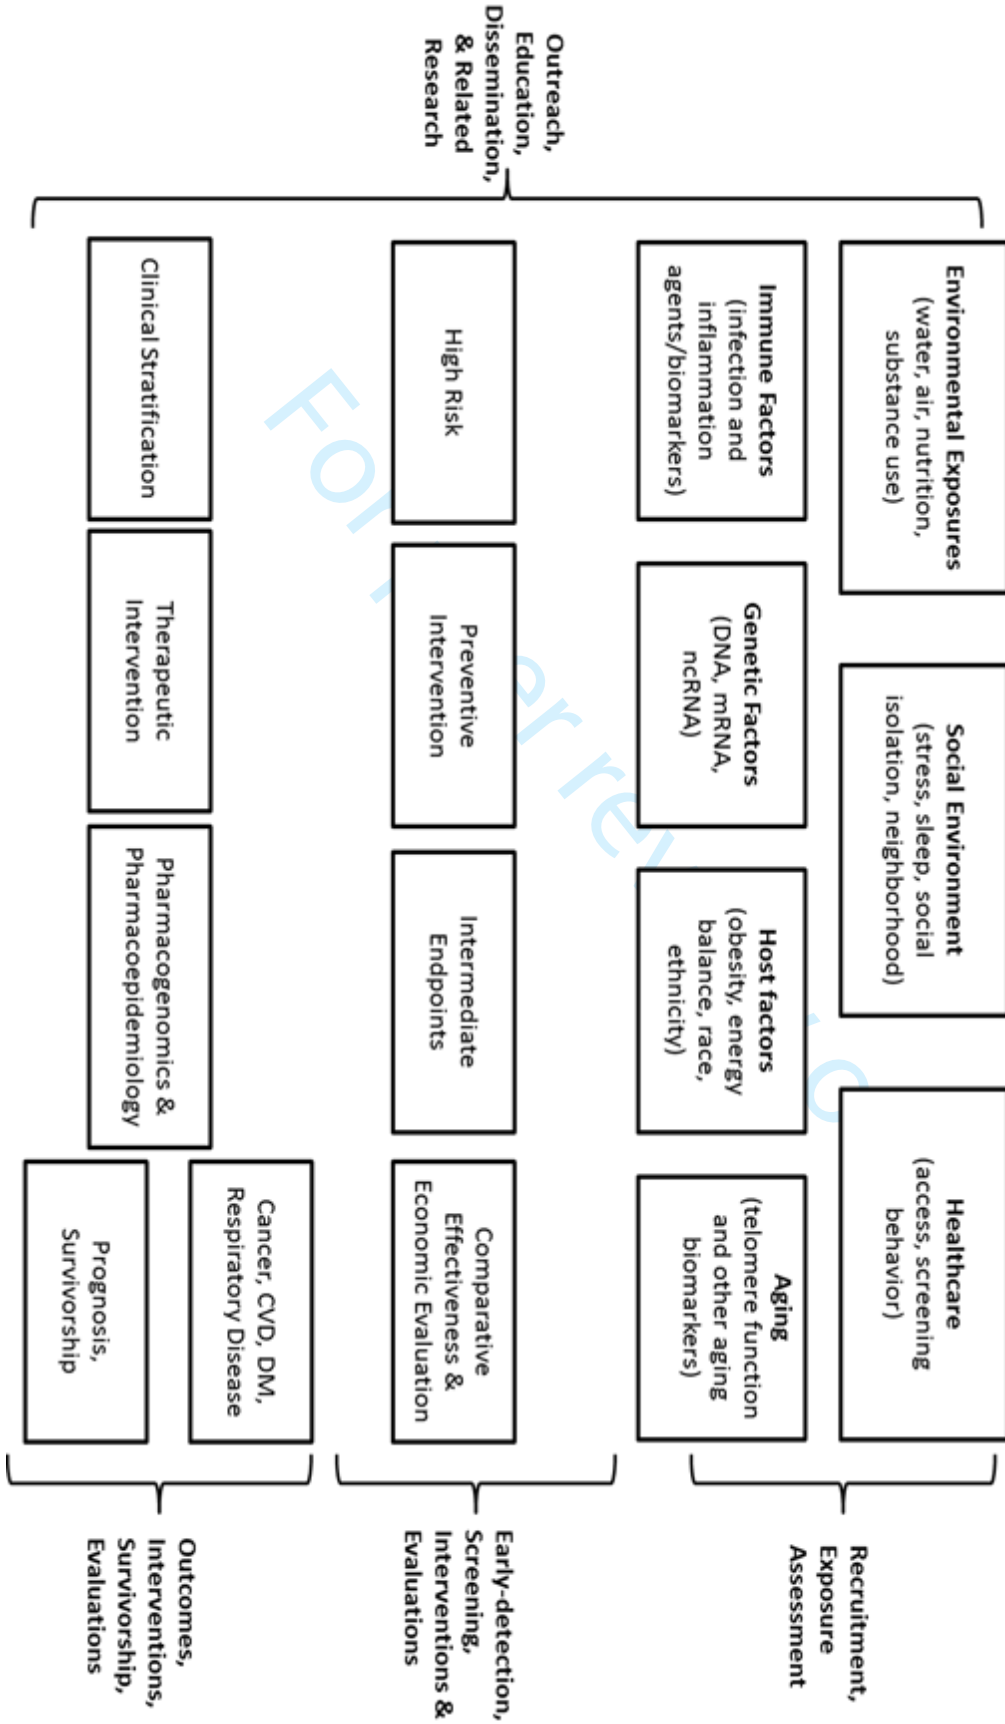 Outreach,
Education,
Dissemination,
& Related
Research
Environmental Exposures
(water, air, nutrition,
substance use)
Social Environment
(stress, sleep, social
isolation, neighborhood)
Healthcare
(access, screening
behavior)
Immune Factors
(infection and
inflammation
agents/biomarkers)
Genetic Factors
(DNA, mRNA,
ncRNA)
Host factors
(obesity, energy
balance, race,
ethnicity)
Aging
(telomere function
and other aging
biomarkers)
Recruitment,
Exposure
Assessment
High Risk
Preventive
Intervention
Intermediate
Endpoints
Comparative
Effectiveness &
Economic Evaluation
Early-detection,
Screening,
Interventions &
Evaluations
Clinical Stratification
Therapeutic
Intervention
Pharmacogenomics &
Pharmacoepidemiology
Cancer, CVD, DM,
Respiratory Disease
Prognosis,
Survivorship
Outcomes,
Interventions,
Survivorship,
Evaluations